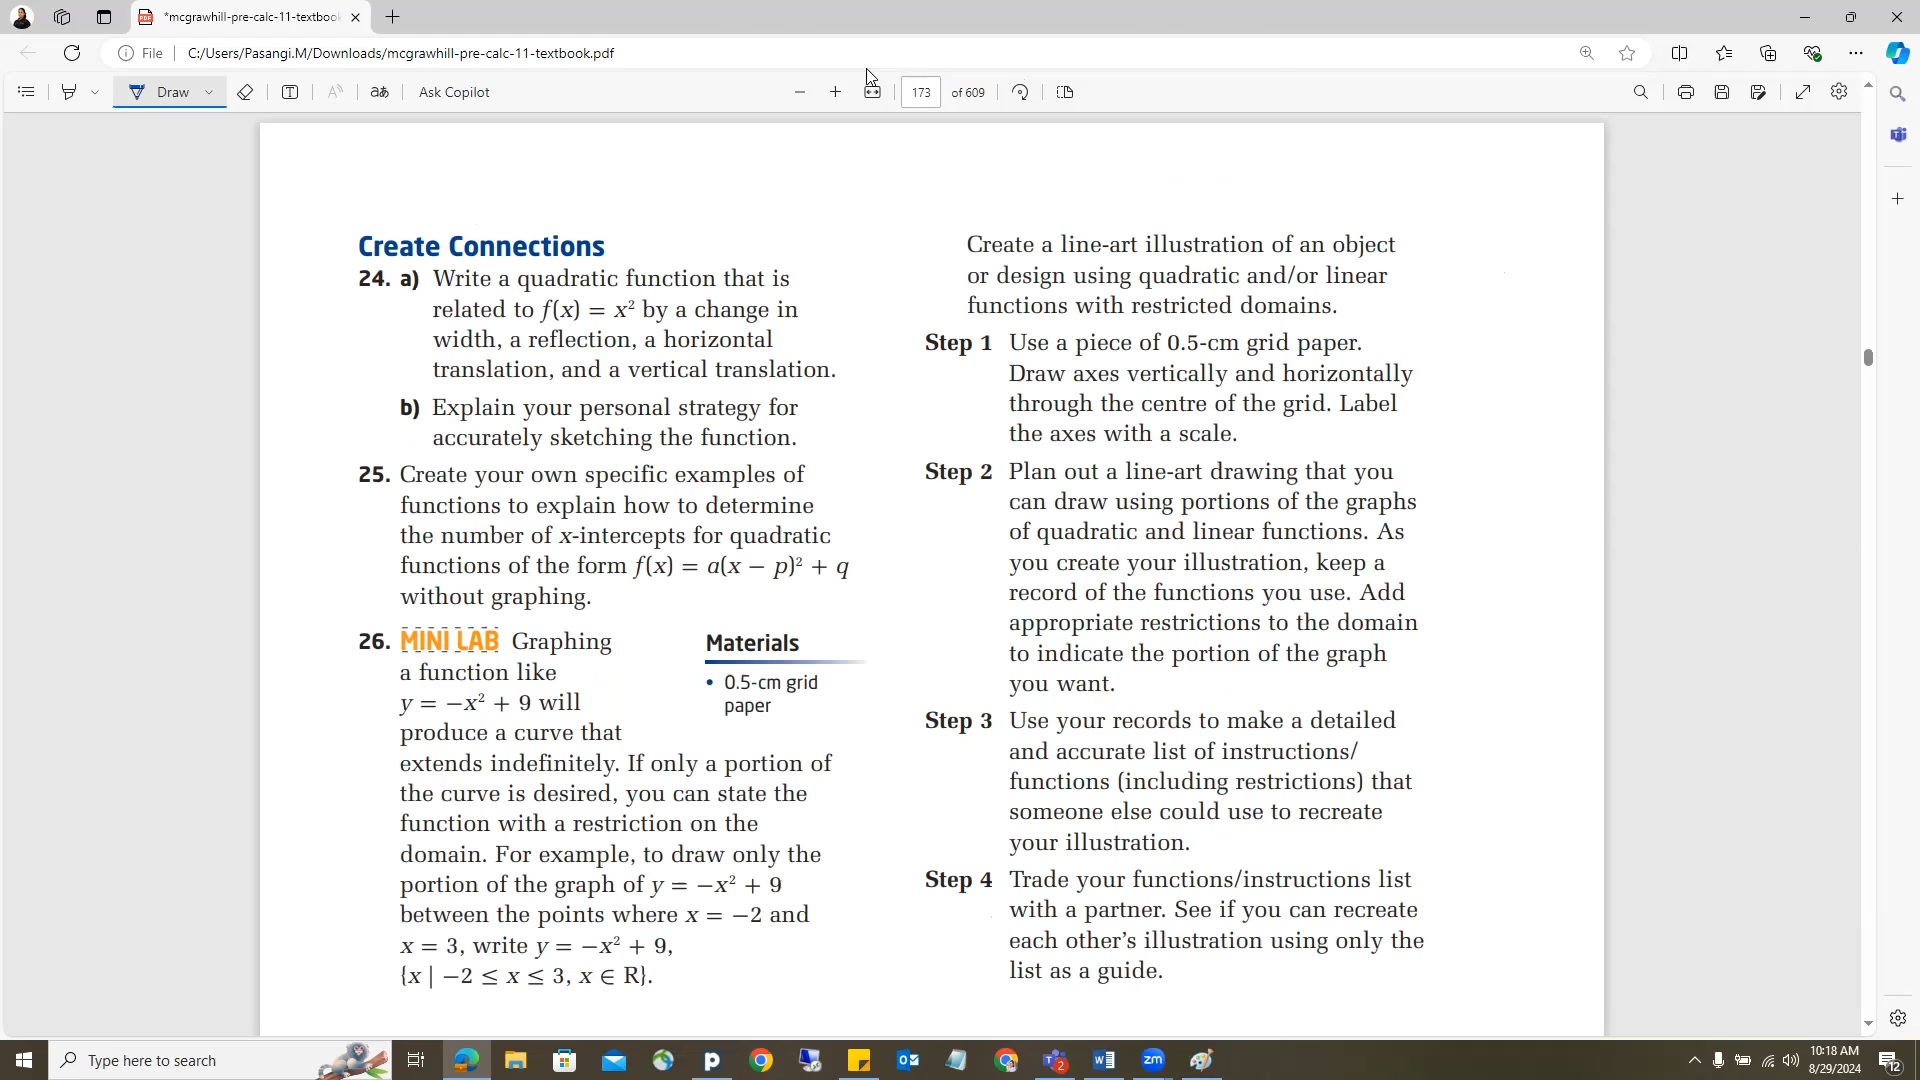 *mcgrawhill-pre-calc-11-textbook
File
C:/Users/Pasangi.M/Downloads/mcgrawhill-pre-calc-11-textbook.pdf
Draw
Ask Copilot
173 of 609
Create Connections
24. a) Write a quadratic function that is
related to f(x) = x² by a change in
width, a reflection, a horizontal
translation, and a vertical translation.
b) Explain your personal strategy for
accurately sketching the function.
25. Create your own specific examples of
functions to explain how to determine
the number of x-intercepts for quadratic
functions of the form f(x) = a(x − p)² + q
without graphing.
26. MINI LAB Graphing
a function like
y = −x² + 9 will
produce a curve that
extends indefinitely. If only a portion of
the curve is desired, you can state the
function with a restriction on the
domain. For example, to draw only the
portion of the graph of y = −x² + 9
between the points where x = −2 and
x = 3, write y = −x² + 9,
{x | −2 ≤ x ≤ 3, x ∈ R}.
Materials
• 0.5-cm grid
paper
Create a line-art illustration of an object
or design using quadratic and/or linear
functions with restricted domains.
Step 1 Use a piece of 0.5-cm grid paper.
Draw axes vertically and horizontally
through the centre of the grid. Label
the axes with a scale.
Step 2 Plan out a line-art drawing that you
can draw using portions of the graphs
of quadratic and linear functions. As
you create your illustration, keep a
record of the functions you use. Add
appropriate restrictions to the domain
to indicate the portion of the graph
you want.
Step 3 Use your records to make a detailed
and accurate list of instructions/
functions (including restrictions) that
someone else could use to recreate
your illustration.
Step 4 Trade your functions/instructions list
with a partner. See if you can recreate
each other's illustration using only the
list as a guide.
Type here to search
10:18 AM
8/29/2024
12